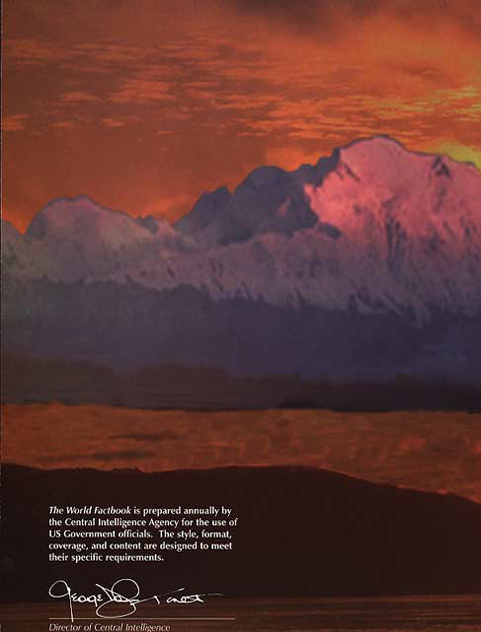 The World Factbook is prepared annually by
the Central Intelligence Agency for the use of
US Government officials. The style, format,
coverage, and content are designed to meet
their specific requirements.
George
Director of Central Intelligence